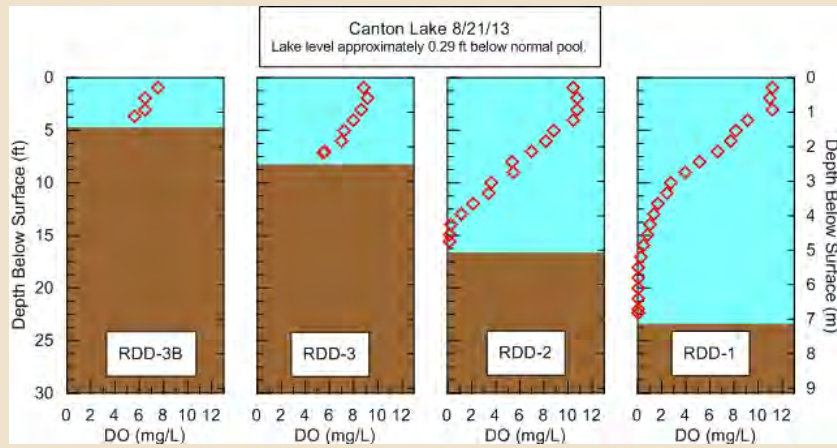 Canton Lake 8/21/13
Lake level approximately 0.29 ft below normal pool.
Depth Below Surface (ft)
0
5
10
15
20
25
30
RDD-3B
0 2 4 6 8 10 12
DO (mg/L)
RDD-3
0 2 4 6 8 10 12
DO (mg/L)
RDD-2
0 2 4 6 8 10 12
DO (mg/L)
RDD-1
0 2 4 6 8 10 12
DO (mg/L)
0
1
2
3
4
5
6
7
8
9
Depth Below Surface (m)